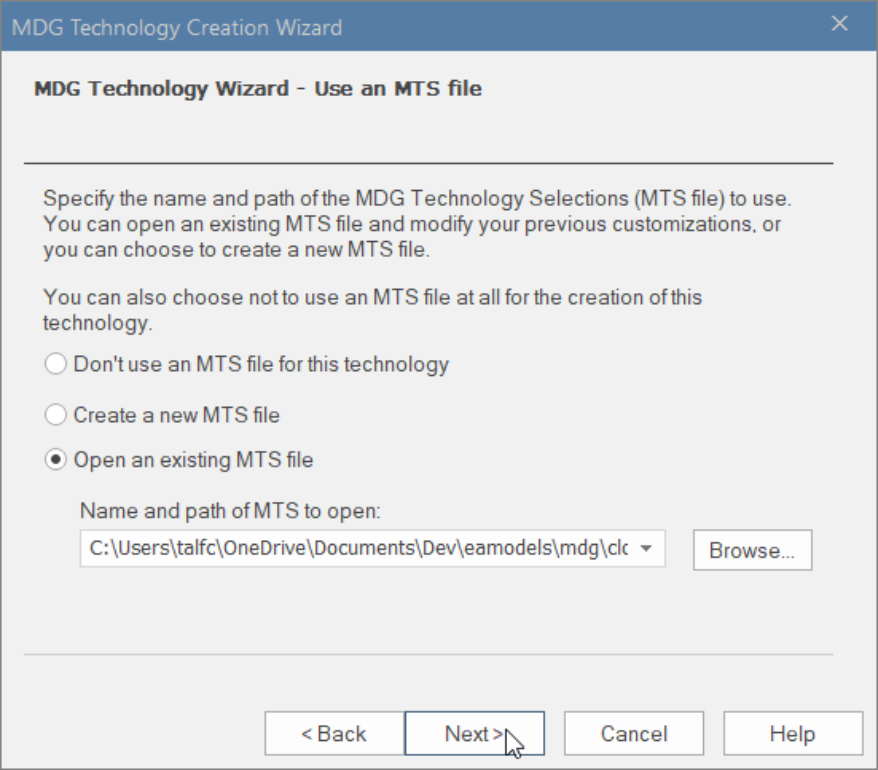 MDG Technology Creation Wizard
MDG Technology Wizard - Use an MTS file
Specify the name and path of the MDG Technology Selections (MTS file) to use.
You can open an existing MTS file and modify your previous customizations, or
you can choose to create a new MTS file.
You can also choose not to use an MTS file at all for the creation of this
technology.
Don't use an MTS file for this technology
Create a new MTS file
Open an existing MTS file
Name and path of MTS to open:
C:\Users\talfc\OneDrive\Documents\Dev\eamodels\mdg\clc
Browse...
< Back
Next >
Cancel
Help